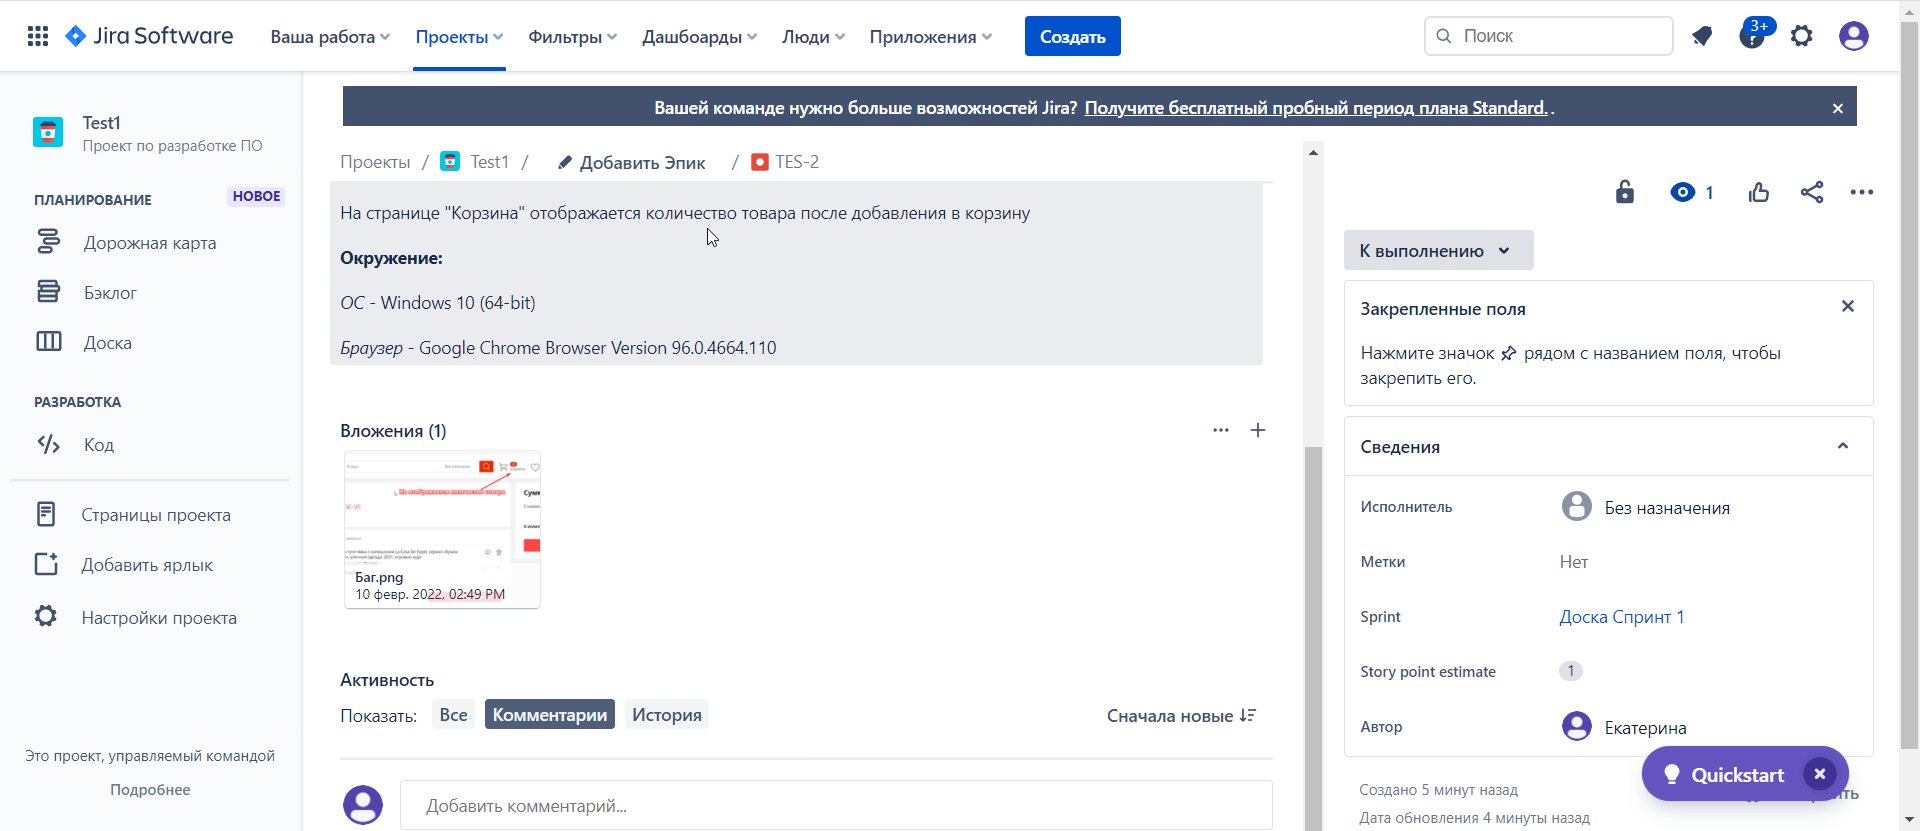 Jira Software
Ваша работа
Проекты
Фильтры
Дашбоарды
Люди
Приложения
Создать
Поиск
3+
Вашей команде нужно больше возможностей Jira? Получите бесплатный пробный период плана Standard. .
Test1
Проект по разработке ПО
ПЛАНИРОВАНИЕ
НОВОЕ
Дорожная карта
Бэклог
Доска
РАЗРАБОТКА
Код
Страницы проекта
Добавить ярлык
Настройки проекта
Это проект, управляемый командой
Подробнее
Проекты / Test1 / Добавить Эпик / TES-2
На странице "Корзина" отображается количество товара после добавления в корзину
Окружение:
ОС - Windows 10 (64-bit)
Браузер - Google Chrome Browser Version 96.0.4664.110
Вложения (1)
Не отображается количество товара
Баг.png
10 февр. 2022, 02:49 PM
Активность
Показать:
Все
Комментарии
История
Сначала новые
Добавить комментарий...
1
К выполнению
Закрепленные поля
Нажмите значок рядом с названием поля, чтобы
закрепить его.
Сведения
Исполнитель
Без назначения
Метки
Нет
Sprint
Доска Спринт 1
Story point estimate
1
Автор
Екатерина
Quickstart
Создано 5 минут назад
Дата обновления 4 минуты назад